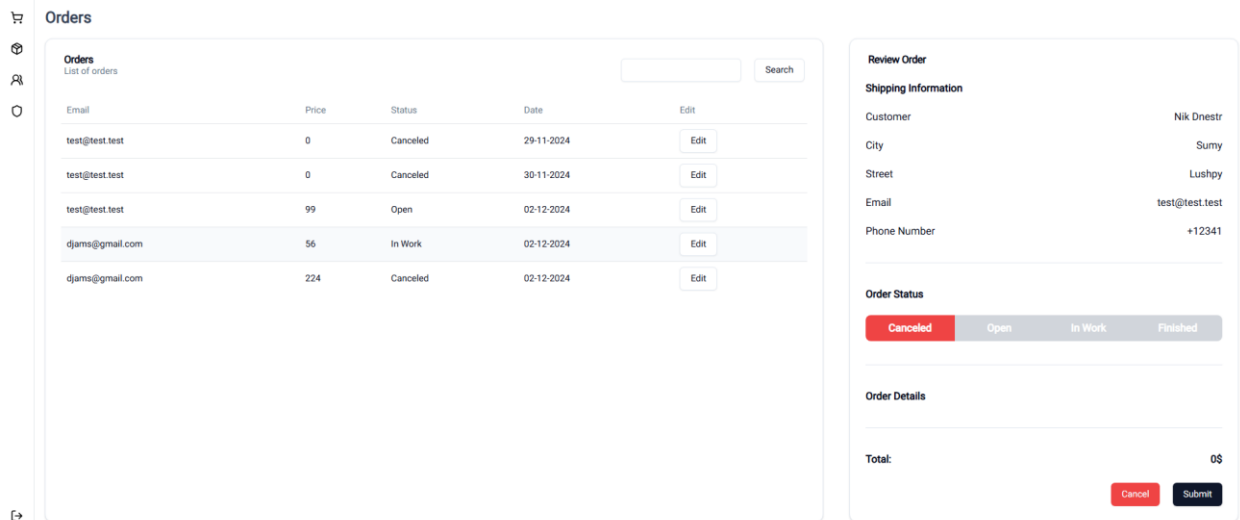 Orders
Orders
List of orders
Search
Email Price Status Date Edit
test@test.test 0 Canceled 29-11-2024 Edit
test@test.test 0 Canceled 30-11-2024 Edit
test@test.test 99 Open 02-12-2024 Edit
djams@gmail.com 56 In Work 02-12-2024 Edit
djams@gmail.com 224 Canceled 02-12-2024 Edit
Review Order
Shipping Information
Customer Nik Dnestr
City Sumy
Street Lushpy
Email test@test.test
Phone Number +12341
Order Status
Canceled Open In Work Finished
Order Details
Total: 0$
Cancel Submit